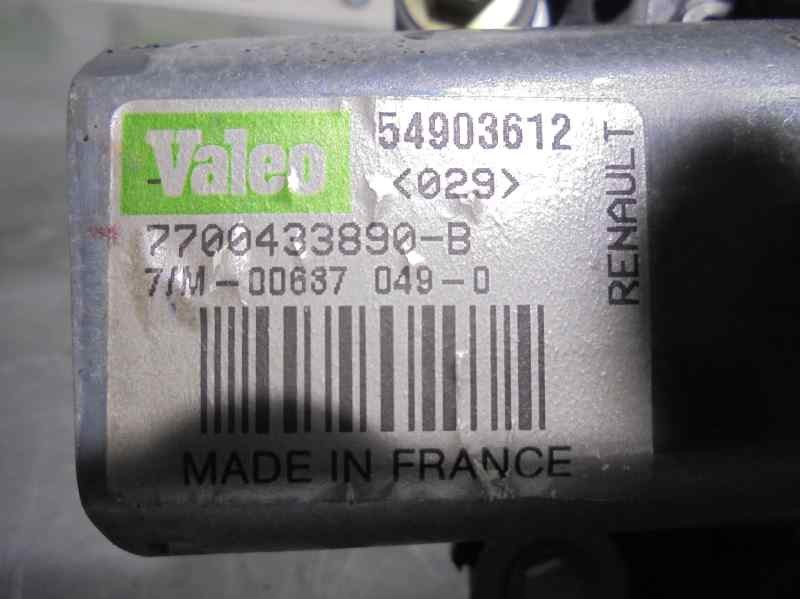 Valeo
54903612
<029>
7700433890-B
7/M-00637 049-0
MADE IN FRANCE
RENAULT